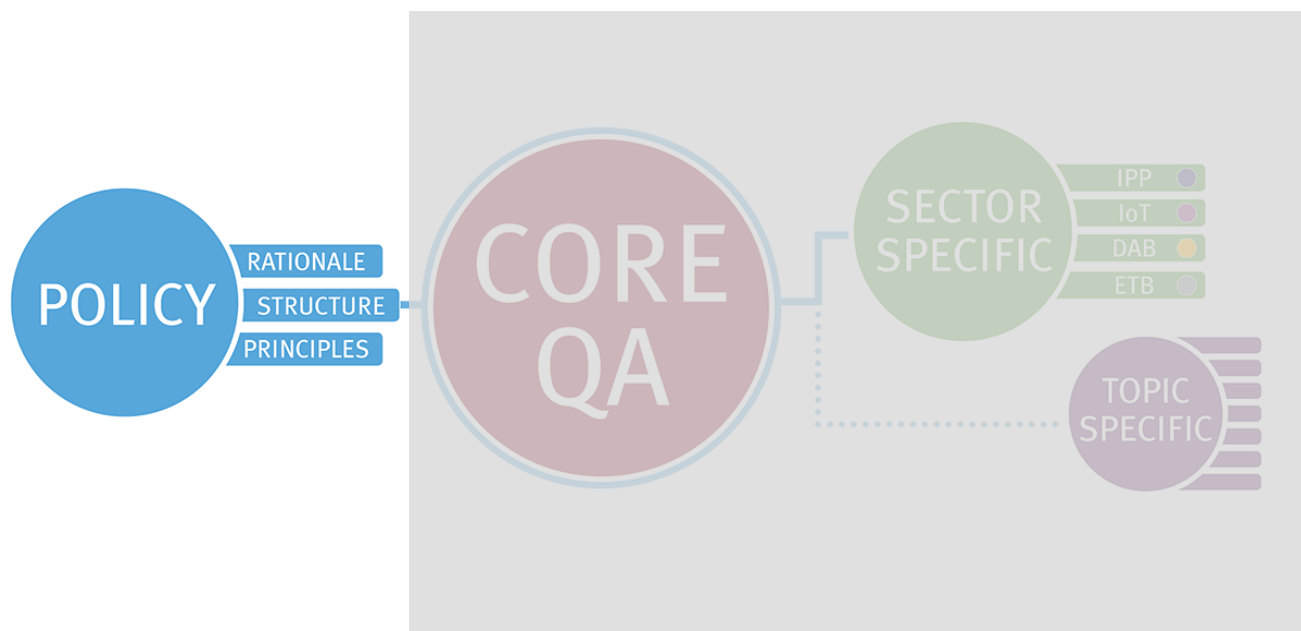 POLICY
RATIONALE
STRUCTURE
PRINCIPLES
CORE
QA
SECTOR
SPECIFIC
IPP
IoT
DAB
ETB
TOPIC
SPECIFIC